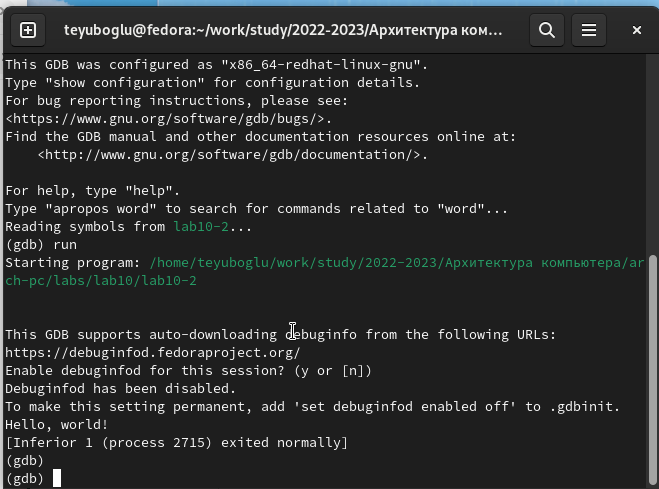 teyuboglu@fedora:~/work/study/2022-2023/Архитектура ком...
This GDB was configured as "x86_64-redhat-linux-gnu".
Type "show configuration" for configuration details.
For bug reporting instructions, please see:
<https://www.gnu.org/software/gdb/bugs/>.
Find the GDB manual and other documentation resources online at:
    <http://www.gnu.org/software/gdb/documentation/>.

For help, type "help".
Type "apropos word" to search for commands related to "word"...
Reading symbols from lab10-2...
(gdb) run
Starting program: /home/teyuboglu/work/study/2022-2023/Архитектура компьютера/ar
ch-pc/labs/lab10/lab10-2

This GDB supports auto-downloading debuginfo from the following URLs:
https://debuginfod.fedoraproject.org/
Enable debuginfod for this session? (y or [n])
Debuginfod has been disabled.
To make this setting permanent, add 'set debuginfod enabled off' to .gdbinit.
Hello, world!
[Inferior 1 (process 2715) exited normally]
(gdb)
(gdb)